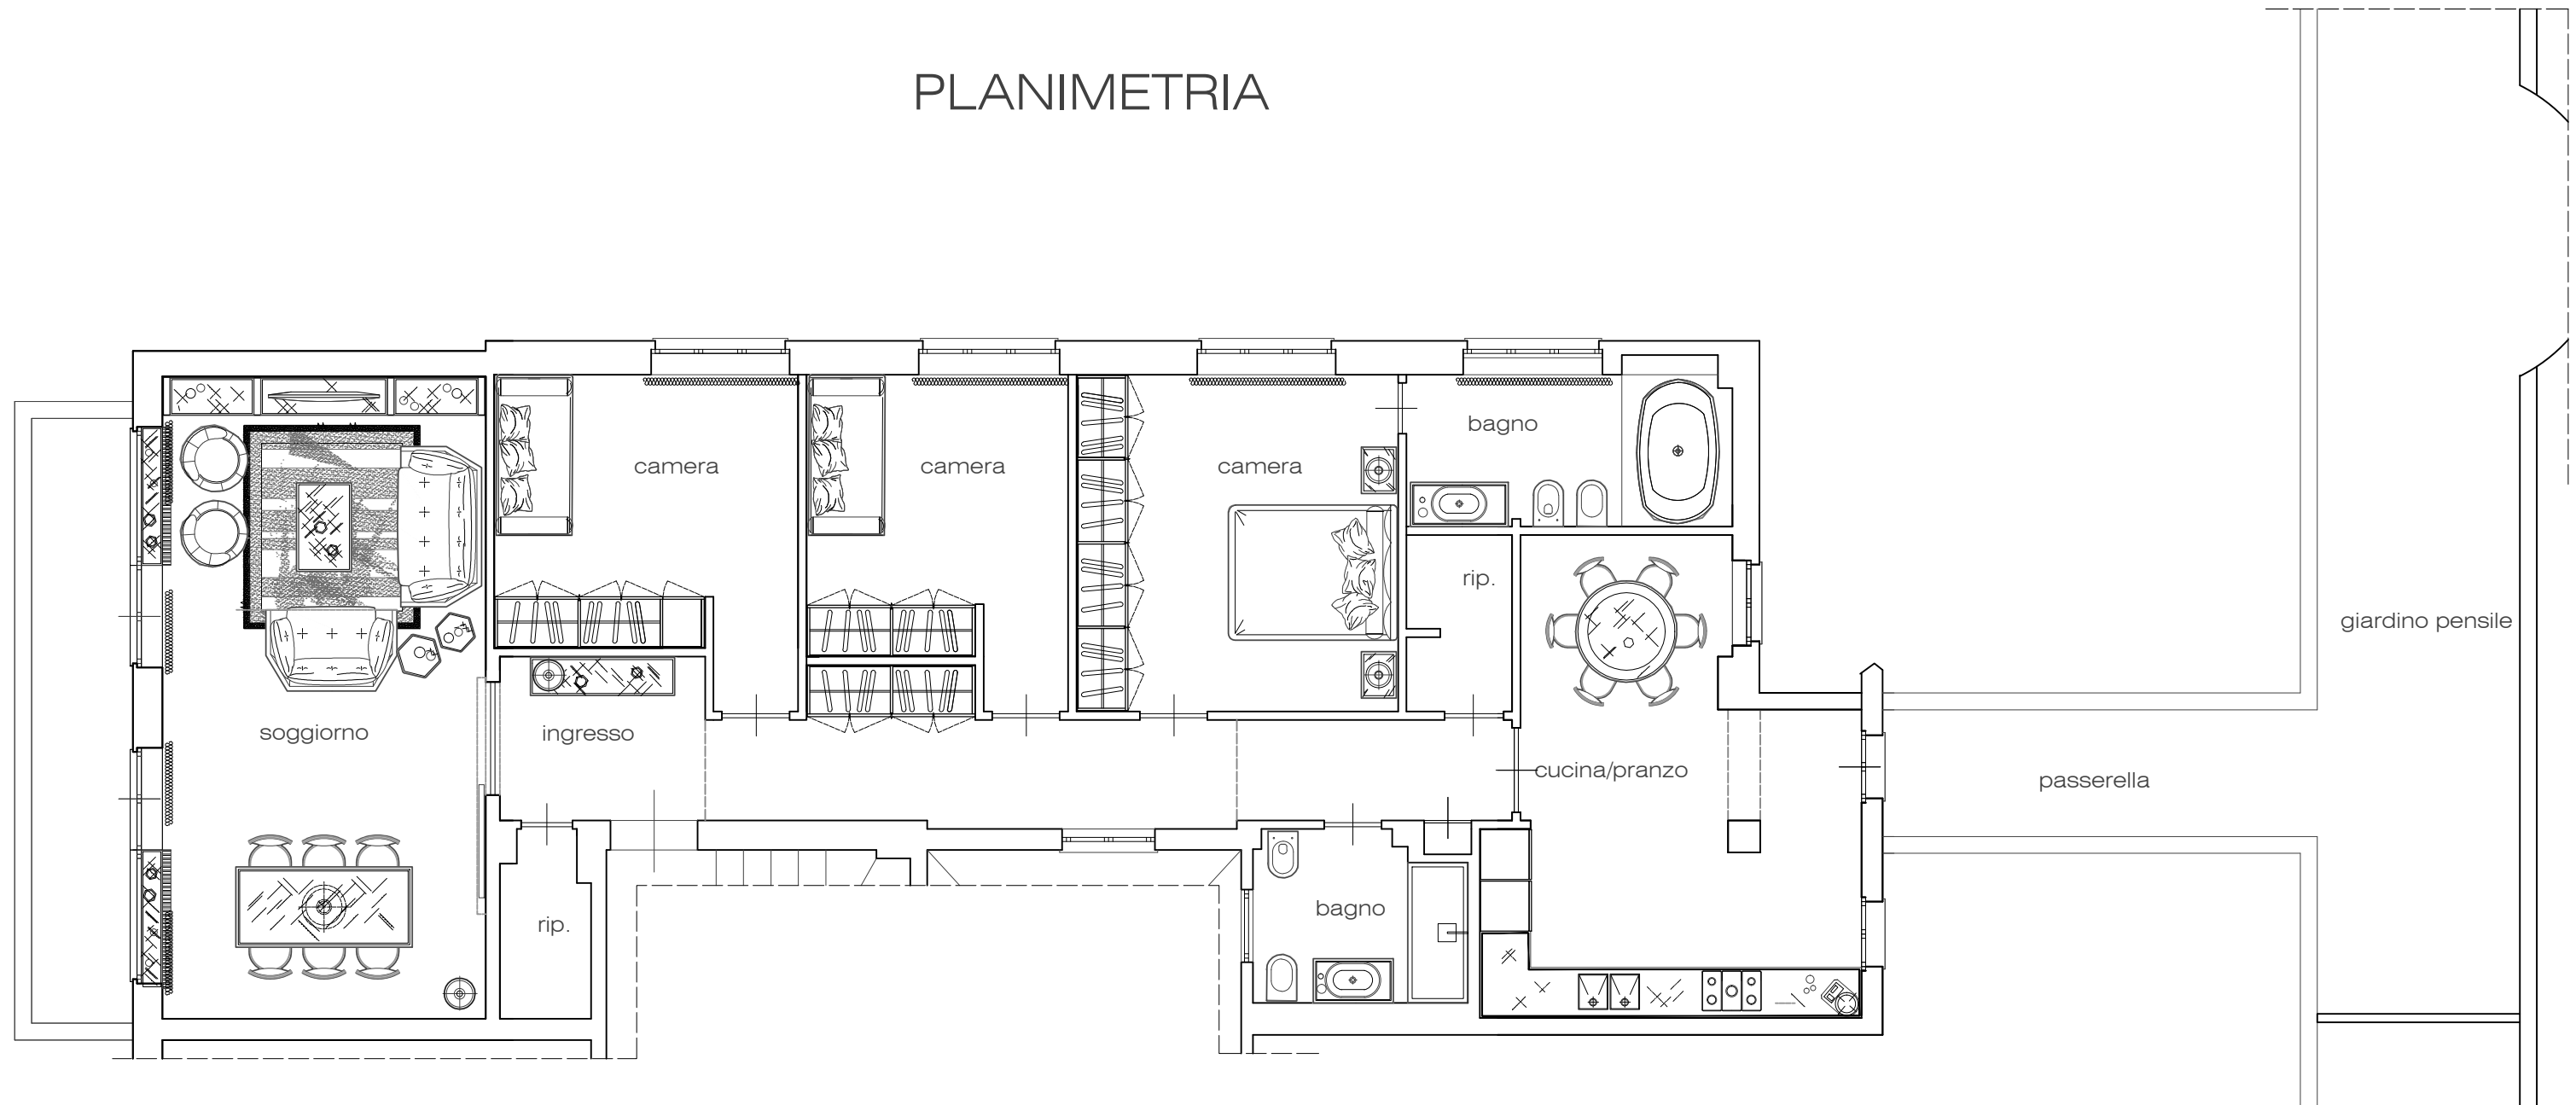 PLANIMETRIA
camera
camera
camera
bagno
rip.
giardino pensile
soggiorno
ingresso
cucina/pranzo
passerella
rip.
bagno